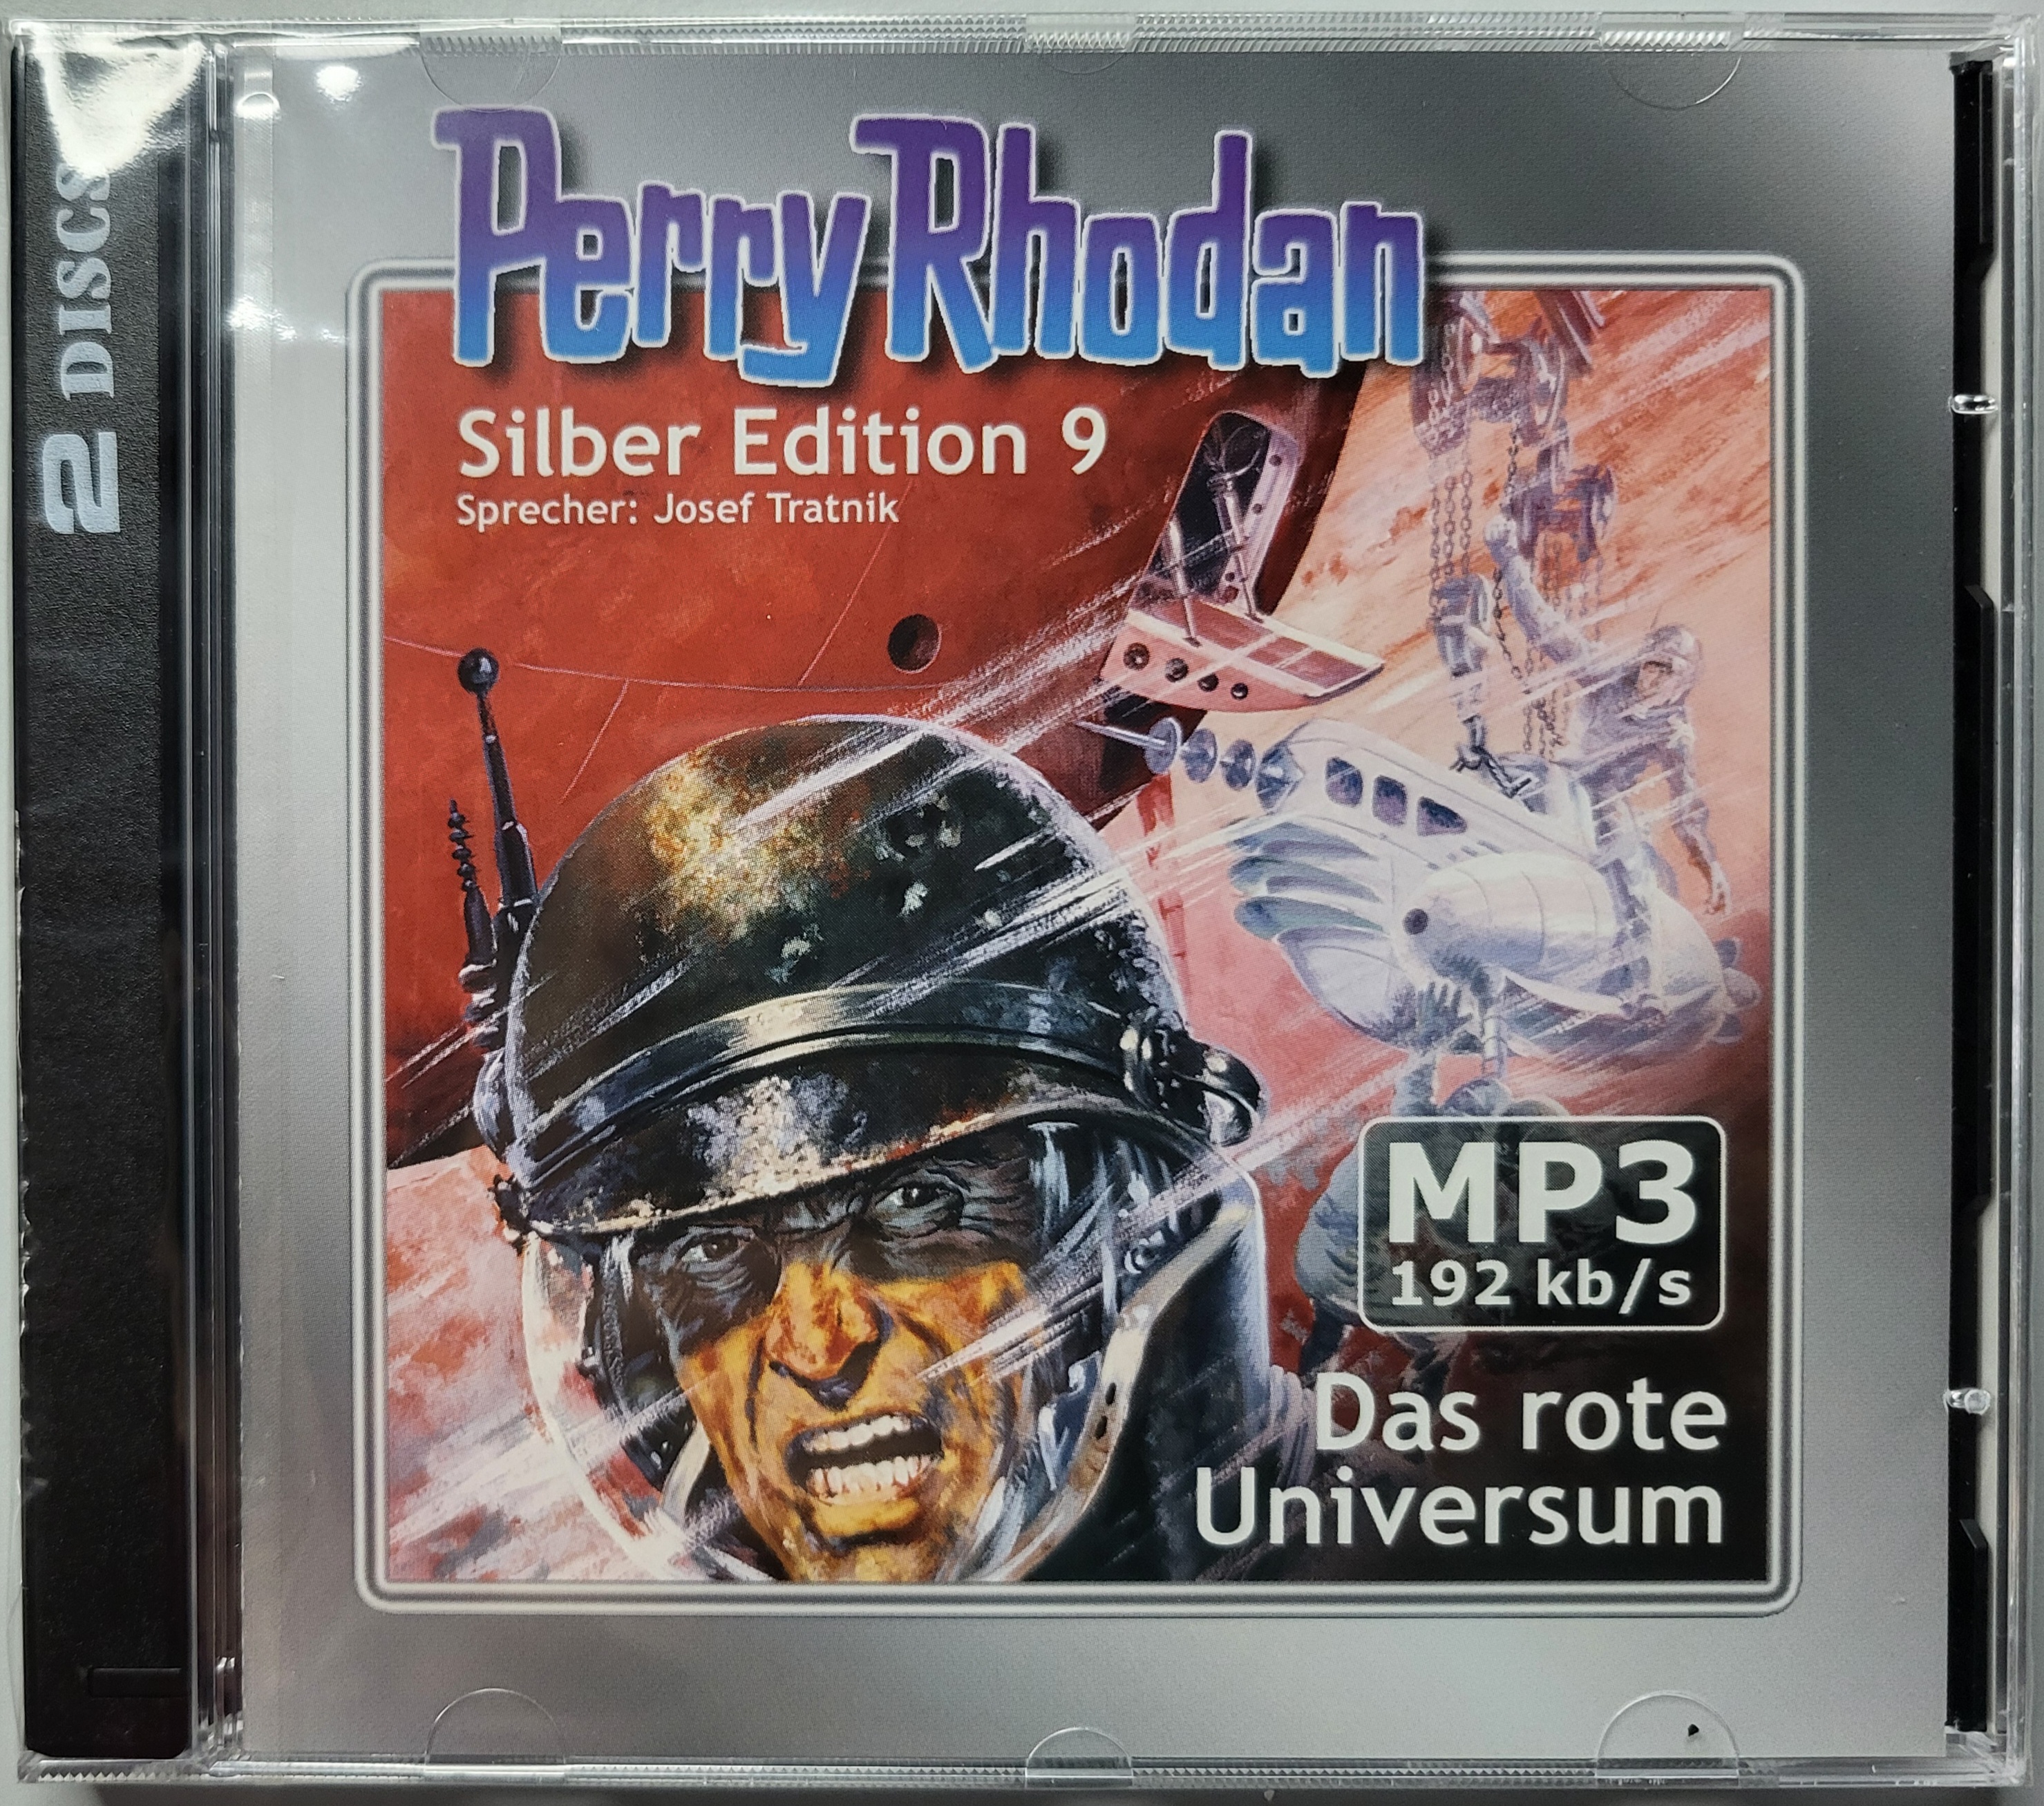 2 DISCS
Perry Rhodan
Silber Edition 9
Sprecher: Josef Tratnik
MP3
192 kb/s
Das rote
Universum